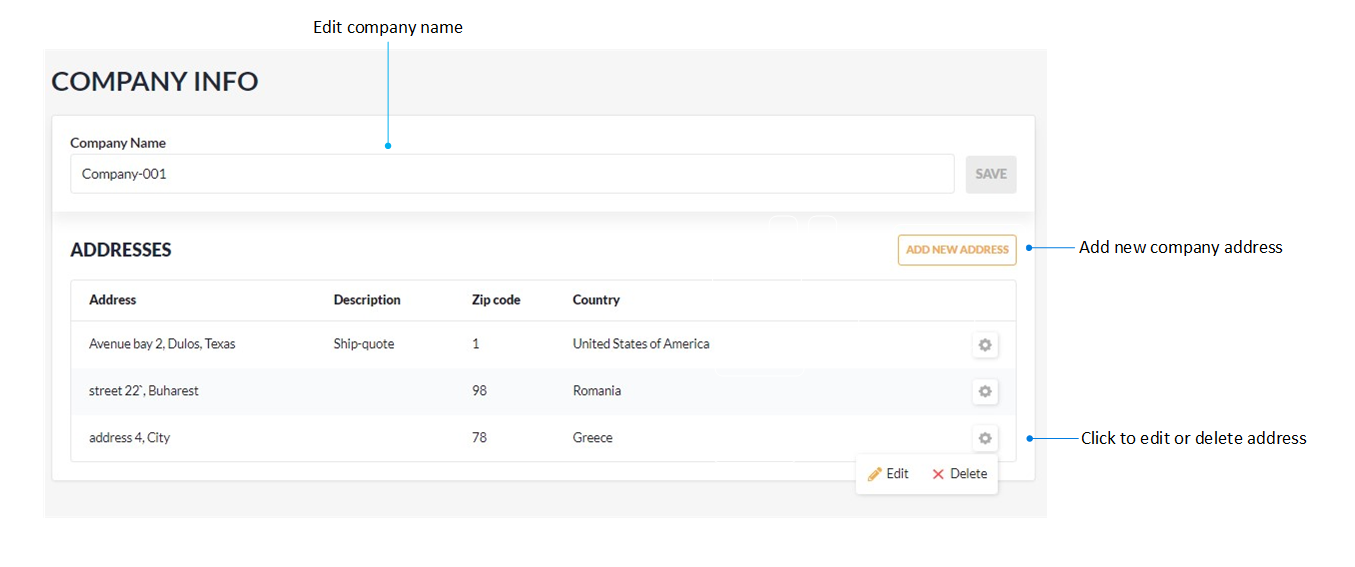 Edit company name
COMPANY INFO
Company Name
Company-001
SAVE
ADDRESSES
ADD NEW ADDRESS
Add new company address
Address Description Zip code Country
Avenue bay 2, Dulos, Texas Ship-quote 1 United States of America
street 22`, Buharest 98 Romania
address 4, City 78 Greece
Click to edit or delete address
Edit Delete